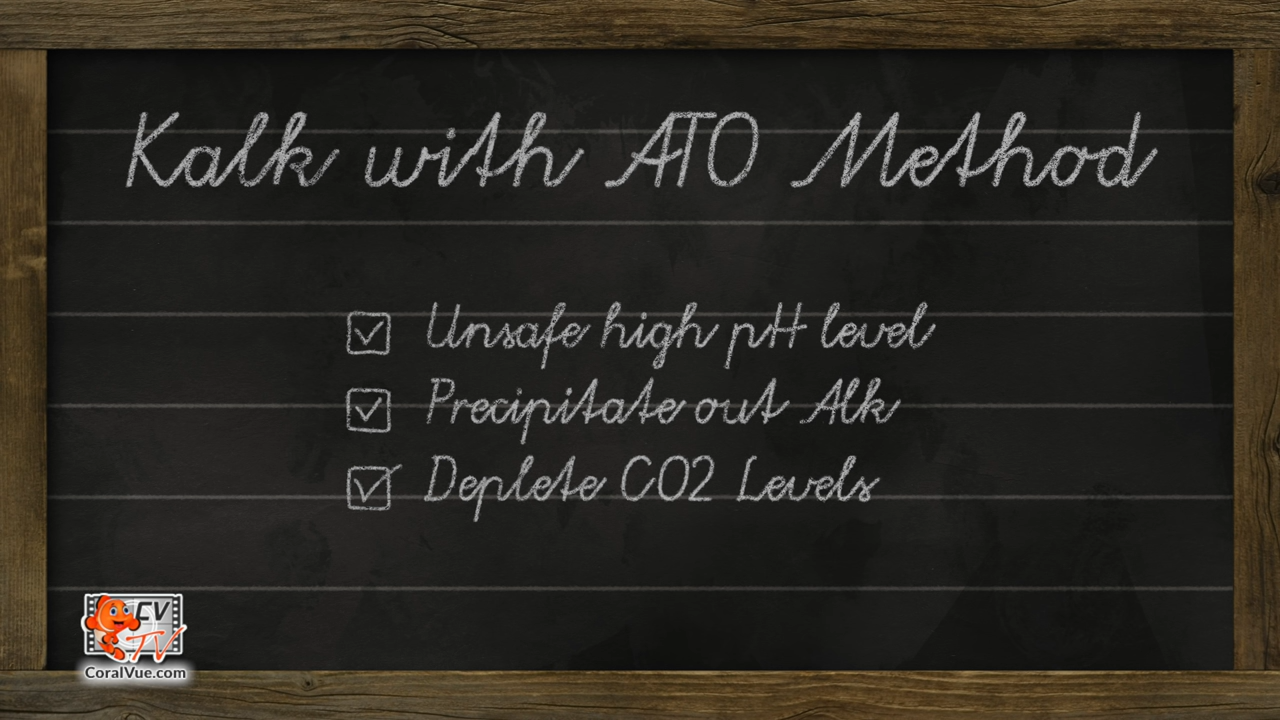 Kalk with ATO Method
Unsafe high pH level
Precipitate out Alk
Deplete CO2 Levels
CV
TV
CoralVue.com